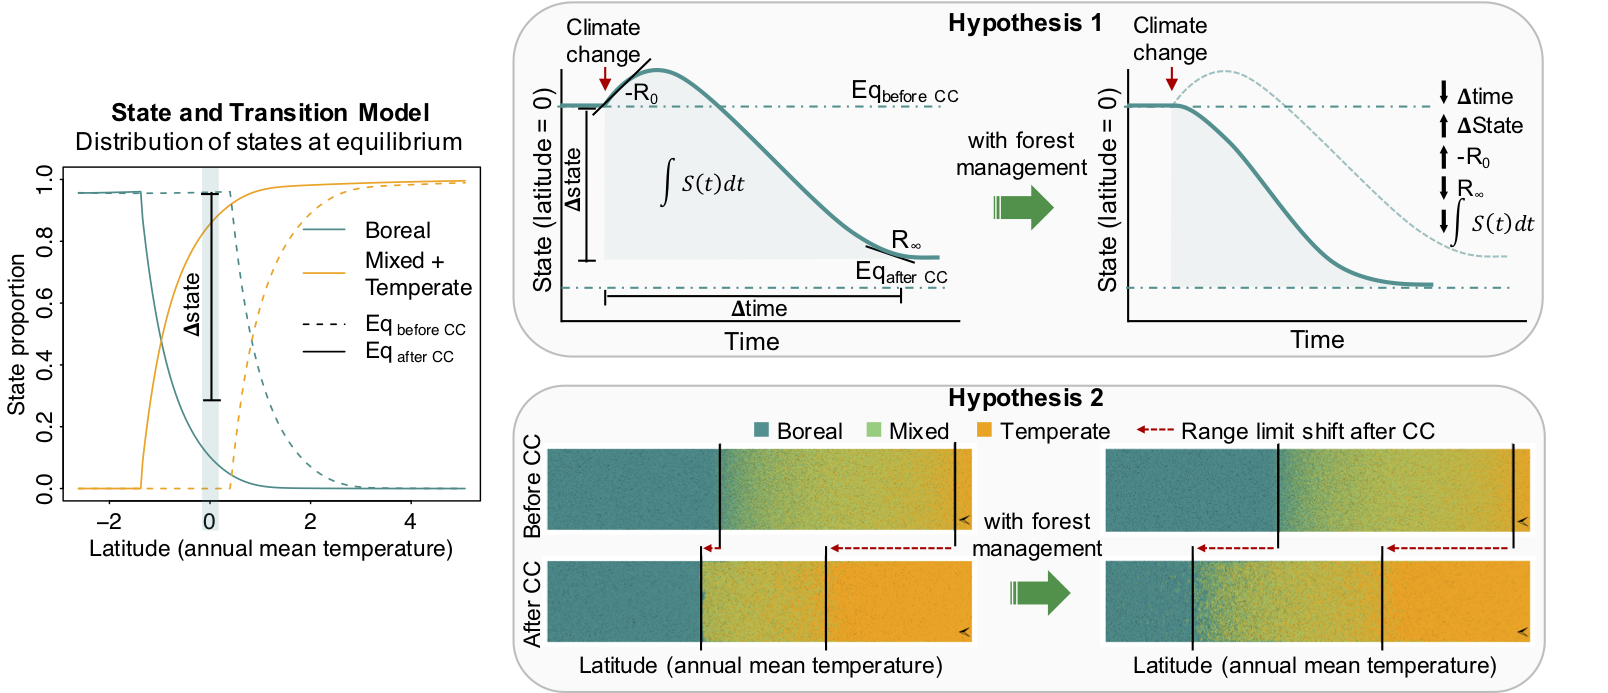 State and Transition Model
Distribution of states at equilibrium
State proportion
1.0
0.8
0.6
0.4
0.2
0.0
Δstate
Boreal
Mixed +
Temperate
Eq before CC
Eq after CC
−2
0
2
4
Latitude (annual mean temperature)
Hypothesis 1
Climate
change
-R₀
Eqbefore CC
State (latitude = 0)
Δstate
∫ S(t)dt
R∞
Eqafter CC
Δtime
Time
with forest
management
Climate
change
State (latitude = 0)
Δtime
ΔState
-R₀
R∞
∫ S(t)dt
Time
Hypothesis 2
Boreal
Mixed
Temperate
Range limit shift after CC
Before CC
After CC
Latitude (annual mean temperature)
with forest
management
Latitude (annual mean temperature)